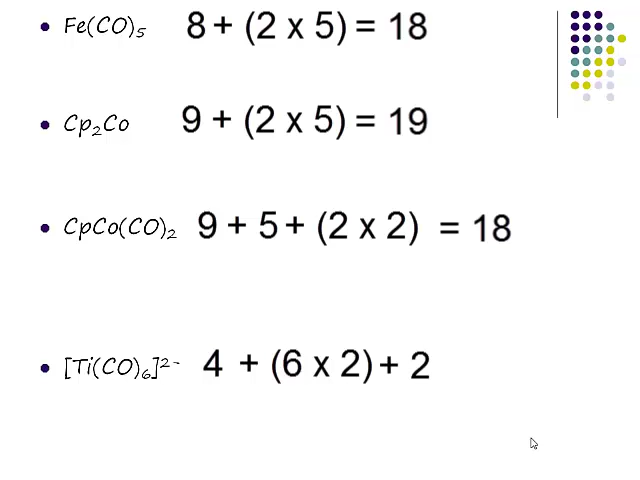 • Fe(CO)₅ 8 + (2 x 5) = 18
• Cp₂Co 9 + (2 x 5) = 19
• CpCo(CO)₂ 9 + 5 + (2 x 2) = 18
• [Ti(CO)₆]²⁻ 4 + (6 x 2) + 2